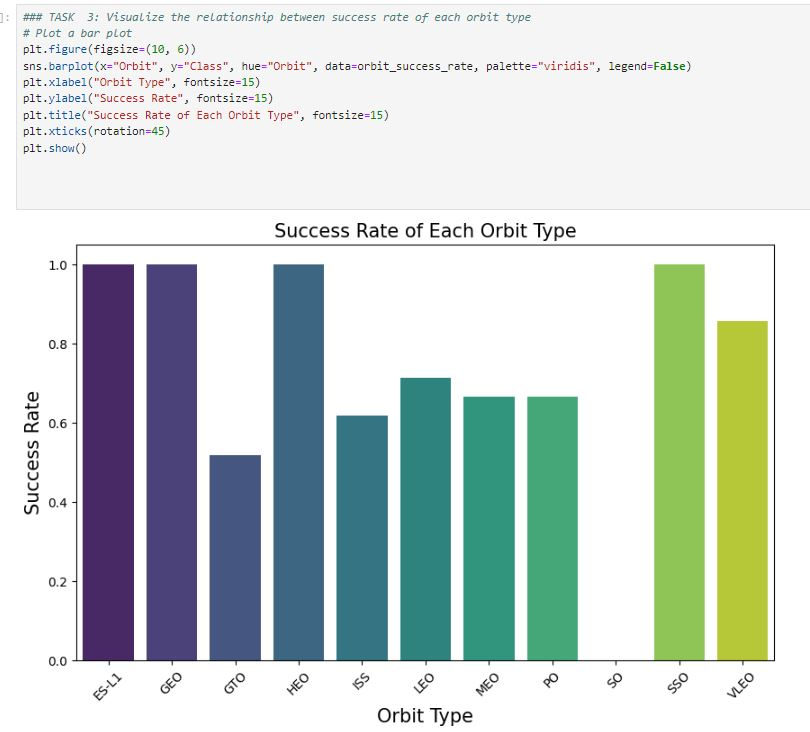 ]:
### TASK  3: Visualize the relationship between success rate of each orbit type
# Plot a bar plot
plt.figure(figsize=(10, 6))
sns.barplot(x="Orbit", y="Class", hue="Orbit", data=orbit_success_rate, palette="viridis", legend=False)
plt.xlabel("Orbit Type", fontsize=15)
plt.ylabel("Success Rate", fontsize=15)
plt.title("Success Rate of Each Orbit Type", fontsize=15)
plt.xticks(rotation=45)
plt.show()
Success Rate of Each Orbit Type
Success Rate
1.0
0.8
0.6
0.4
0.2
0.0
ES-L1
GEO
GTO
HEO
ISS
LEO
MEO
PO
SO
SSO
VLEO
Orbit Type